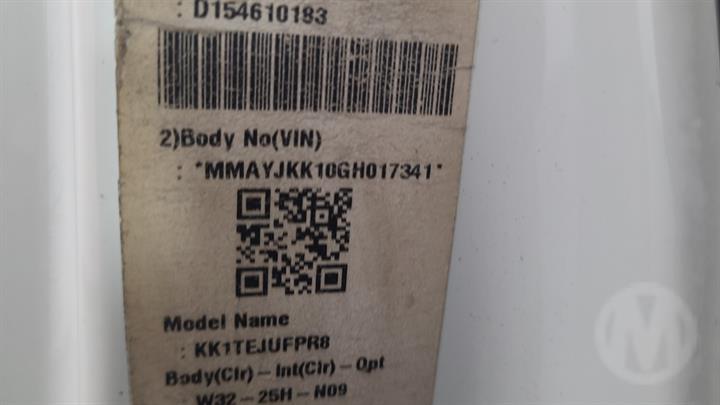 : D154610183
2)Body No(VIN)
: *MMAYJKK10GH017341*
Model Name
: KK1TEJUFPR8
Body(Clr)-Int(Clr)-Opt
: W32-25H-N09
M